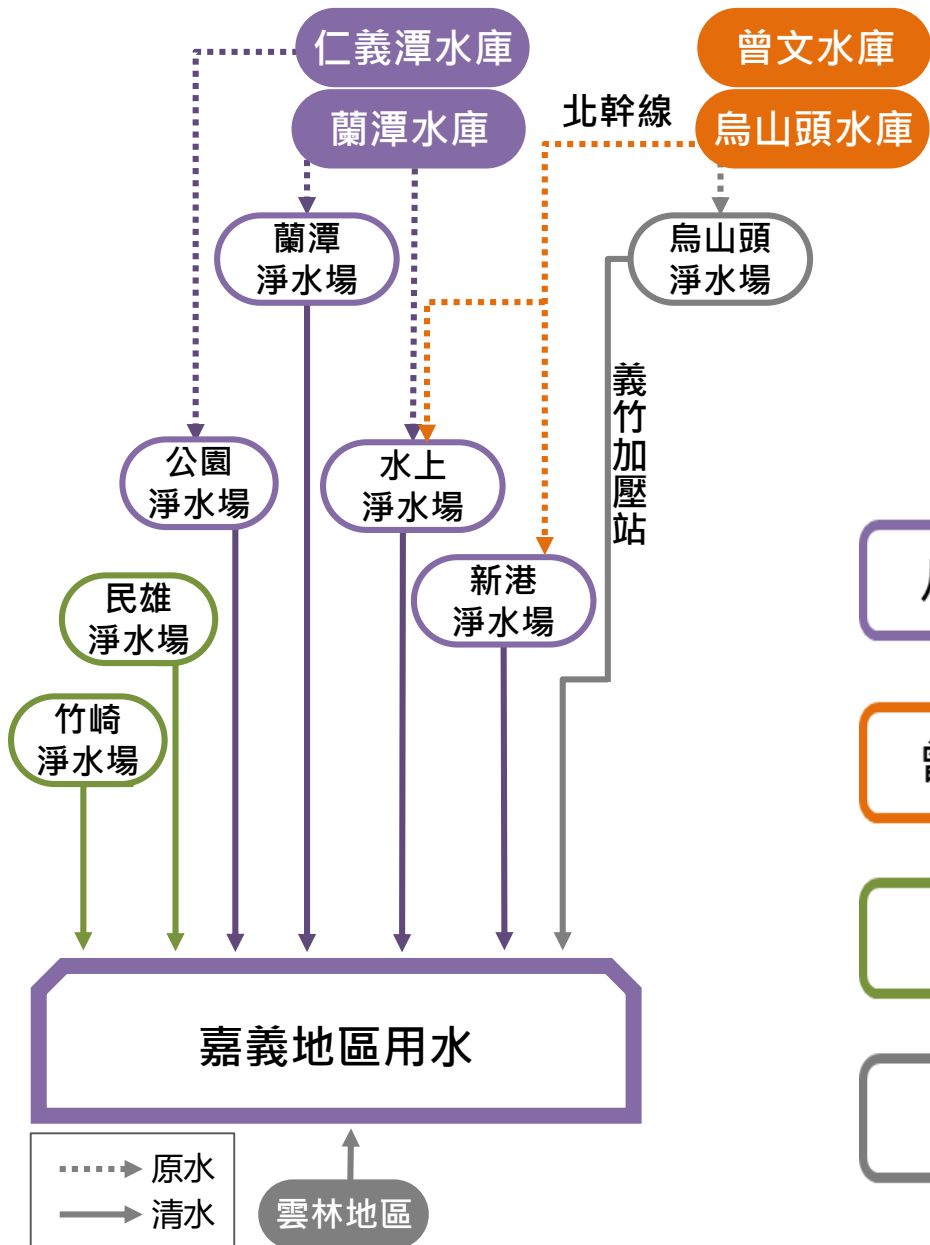 仁義潭水庫
曾文水庫
蘭潭水庫
北幹線
烏山頭水庫
蘭潭
淨水場
烏山頭
淨水場
義竹加壓站
公園
淨水場
水上
淨水場
民雄
淨水場
新港
淨水場
竹崎
淨水場
嘉義地區用水
原水
清水
雲林地區